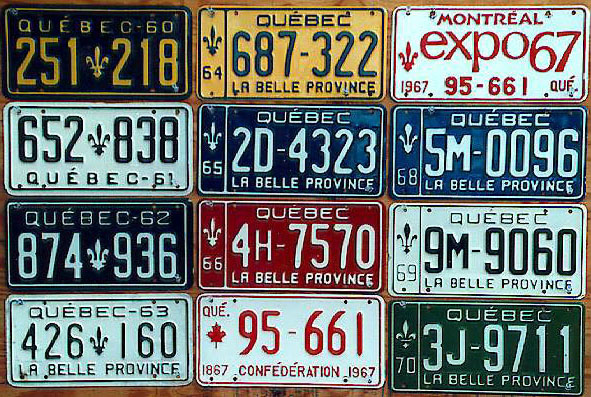 QUÉBEC-60
251 218
652 838
QUÉBEC-61
QUÉBEC-62
874 936
QUÉBEC-63
426 160
LA BELLE PROVINCE
QUÉBEC
64 687-322
LA BELLE PROVINCE
QUÉBEC
65 2D-4323
LA BELLE PROVINCE
QUÉBEC
66 4H-7570
LA BELLE PROVINCE
QUÉ.
95-661
1867 CONFÉDÉRATION 1967
MONTRÉAL
expo67
1967 95-661 QUÉ.
QUÉBEC
68 5M-0096
LA BELLE PROVINCE
QUÉBEC
69 9M-9060
LA BELLE PROVINCE
QUÉBEC
70 3J-9711
LA BELLE PROVINCE